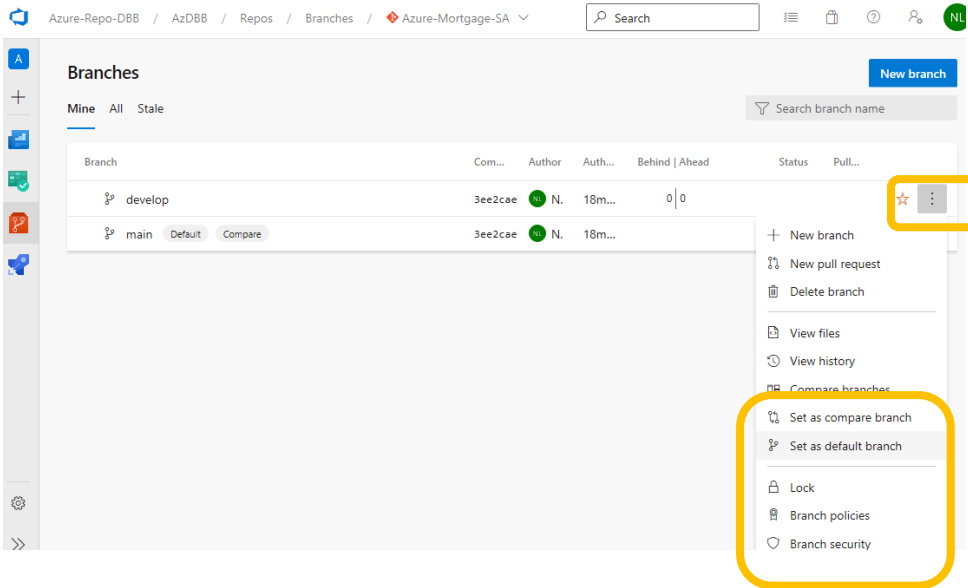 Azure-Repo-DBB / AzDBB / Repos / Branches / Azure-Mortgage-SA
Search
NL
A
Branches
New branch
Mine All Stale
Search branch name
Branch Com... Author Auth... Behind | Ahead Status Pull...
develop 3ee2cae NL N. 18m... 0 0
main Default Compare 3ee2cae NL N. 18m...
New branch
New pull request
Delete branch
View files
View history
Compare branches
Set as compare branch
Set as default branch
Lock
Branch policies
Branch security